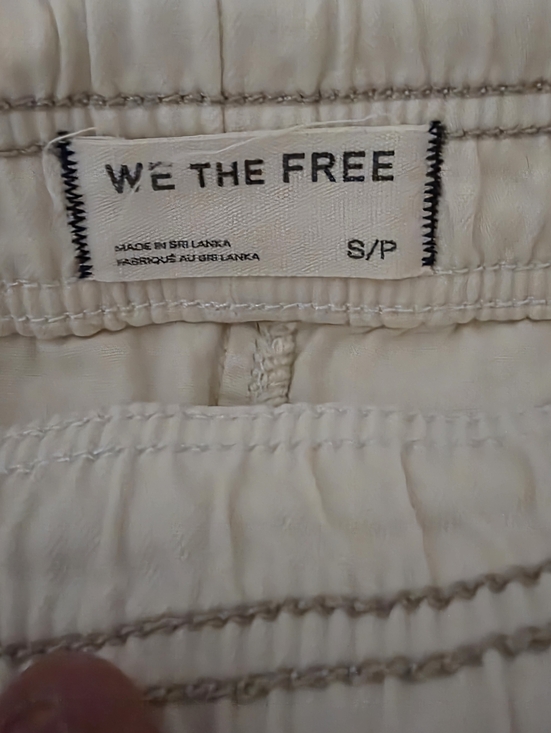 WE THE FREE
MADE IN SRI LANKA
FABRIQUÉ AU SRI LANKA
S/P